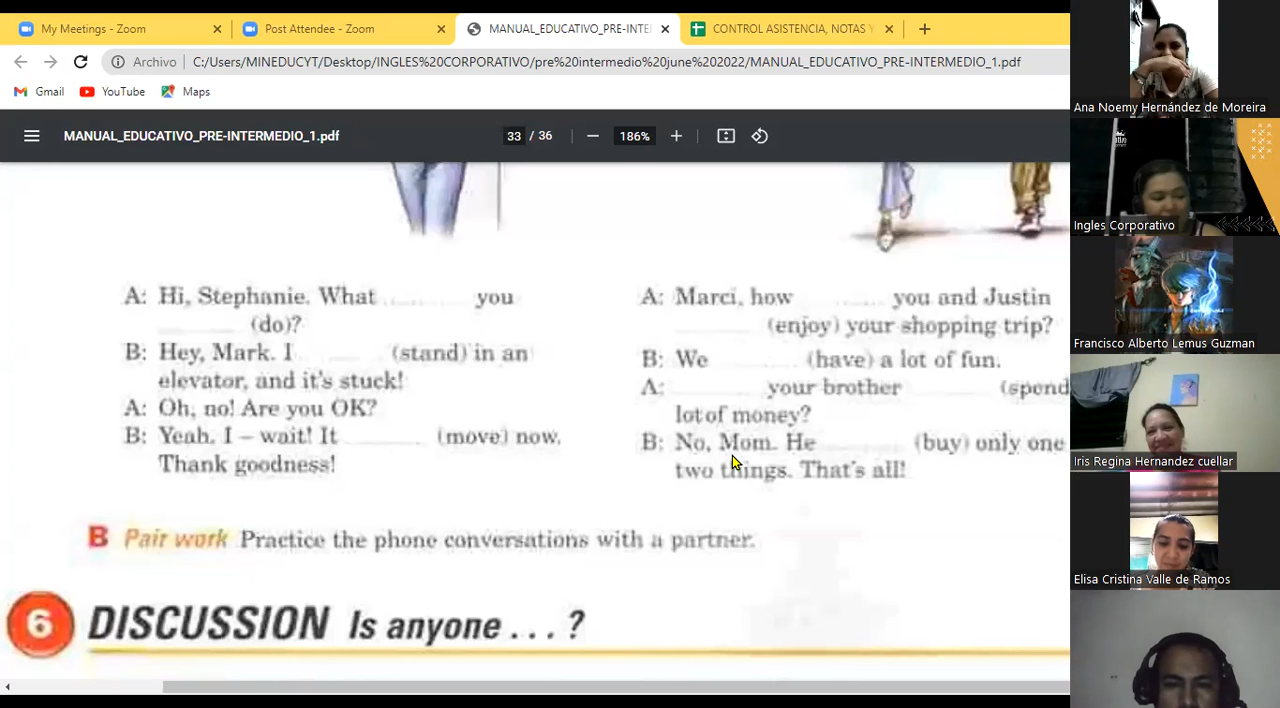 My Meetings - Zoom
Post Attendee - Zoom
MANUAL_EDUCATIVO_PRE-INTE
CONTROL ASISTENCIA, NOTAS Y
Archivo
C:/Users/MINEDUCYT/Desktop/INGLES%20CORPORATIVO/pre%20intermedio%20june%202022/MANUAL_EDUCATIVO_PRE-INTERMEDIO_1.pdf
Gmail
YouTube
Maps
MANUAL_EDUCATIVO_PRE-INTERMEDIO_1.pdf
33 / 36
186%
A: Hi, Stephanie. What ........ you
........ (do)?
B: Hey, Mark. I ........ (stand) in an
elevator, and it's stuck!
A: Oh, no! Are you OK?
B: Yeah. I – wait! It ........ (move) now.
Thank goodness!
A: Marci, how ........ you and Justin
........ (enjoy) your shopping trip?
B: We ........ (have) a lot of fun.
A: ........ your brother ........ (spend
lot of money?
B: No, Mom. He ........ (buy) only one
two things. That's all!
B Pair work Practice the phone conversations with a partner.
6 DISCUSSION Is anyone . . . ?
Ana Noemy Hernández de Moreira
Ingles Corporativo
Francisco Alberto Lemus Guzman
Iris Regina Hernandez cuellar
Elisa Cristina Valle de Ramos